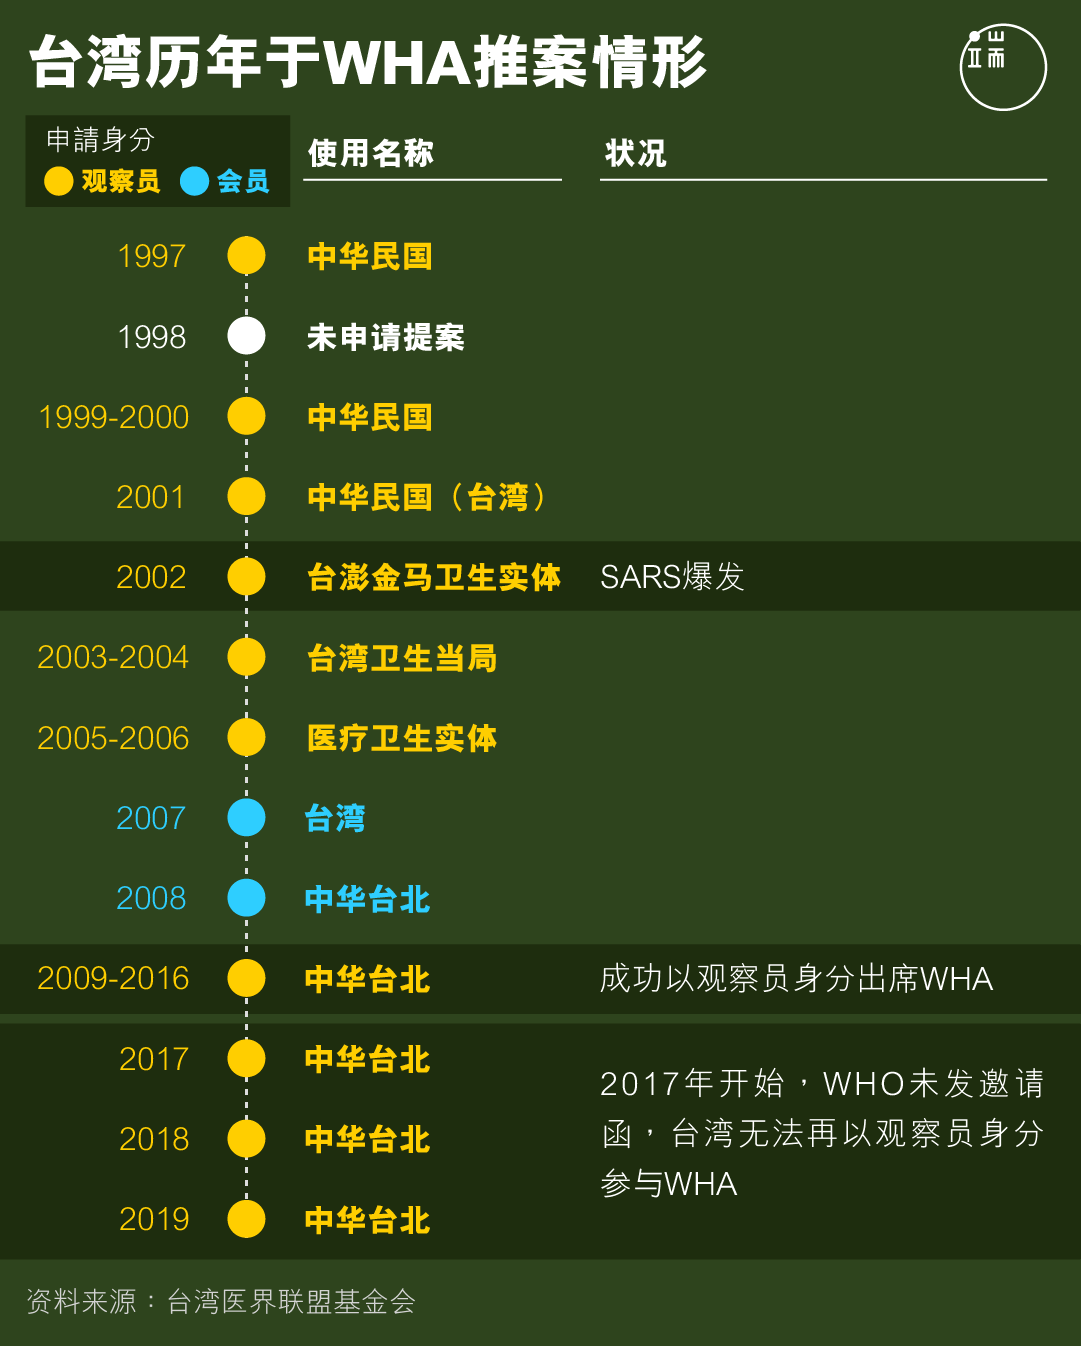 台湾历年于WHA推案情形
端
申請身分
观察员 会员
使用名称 状况
1997 中华民国
1998 未申请提案
1999-2000 中华民国
2001 中华民国（台湾）
2002 台澎金马卫生实体 SARS爆发
2003-2004 台湾卫生当局
2005-2006 医疗卫生实体
2007 台湾
2008 中华台北
2009-2016 中华台北 成功以观察员身分出席WHA
2017 中华台北
2017年开始，WHO未发邀请
2018 中华台北
函，台湾无法再以观察员身分
参与WHA
2019 中华台北
资料来源：台湾医界联盟基金会